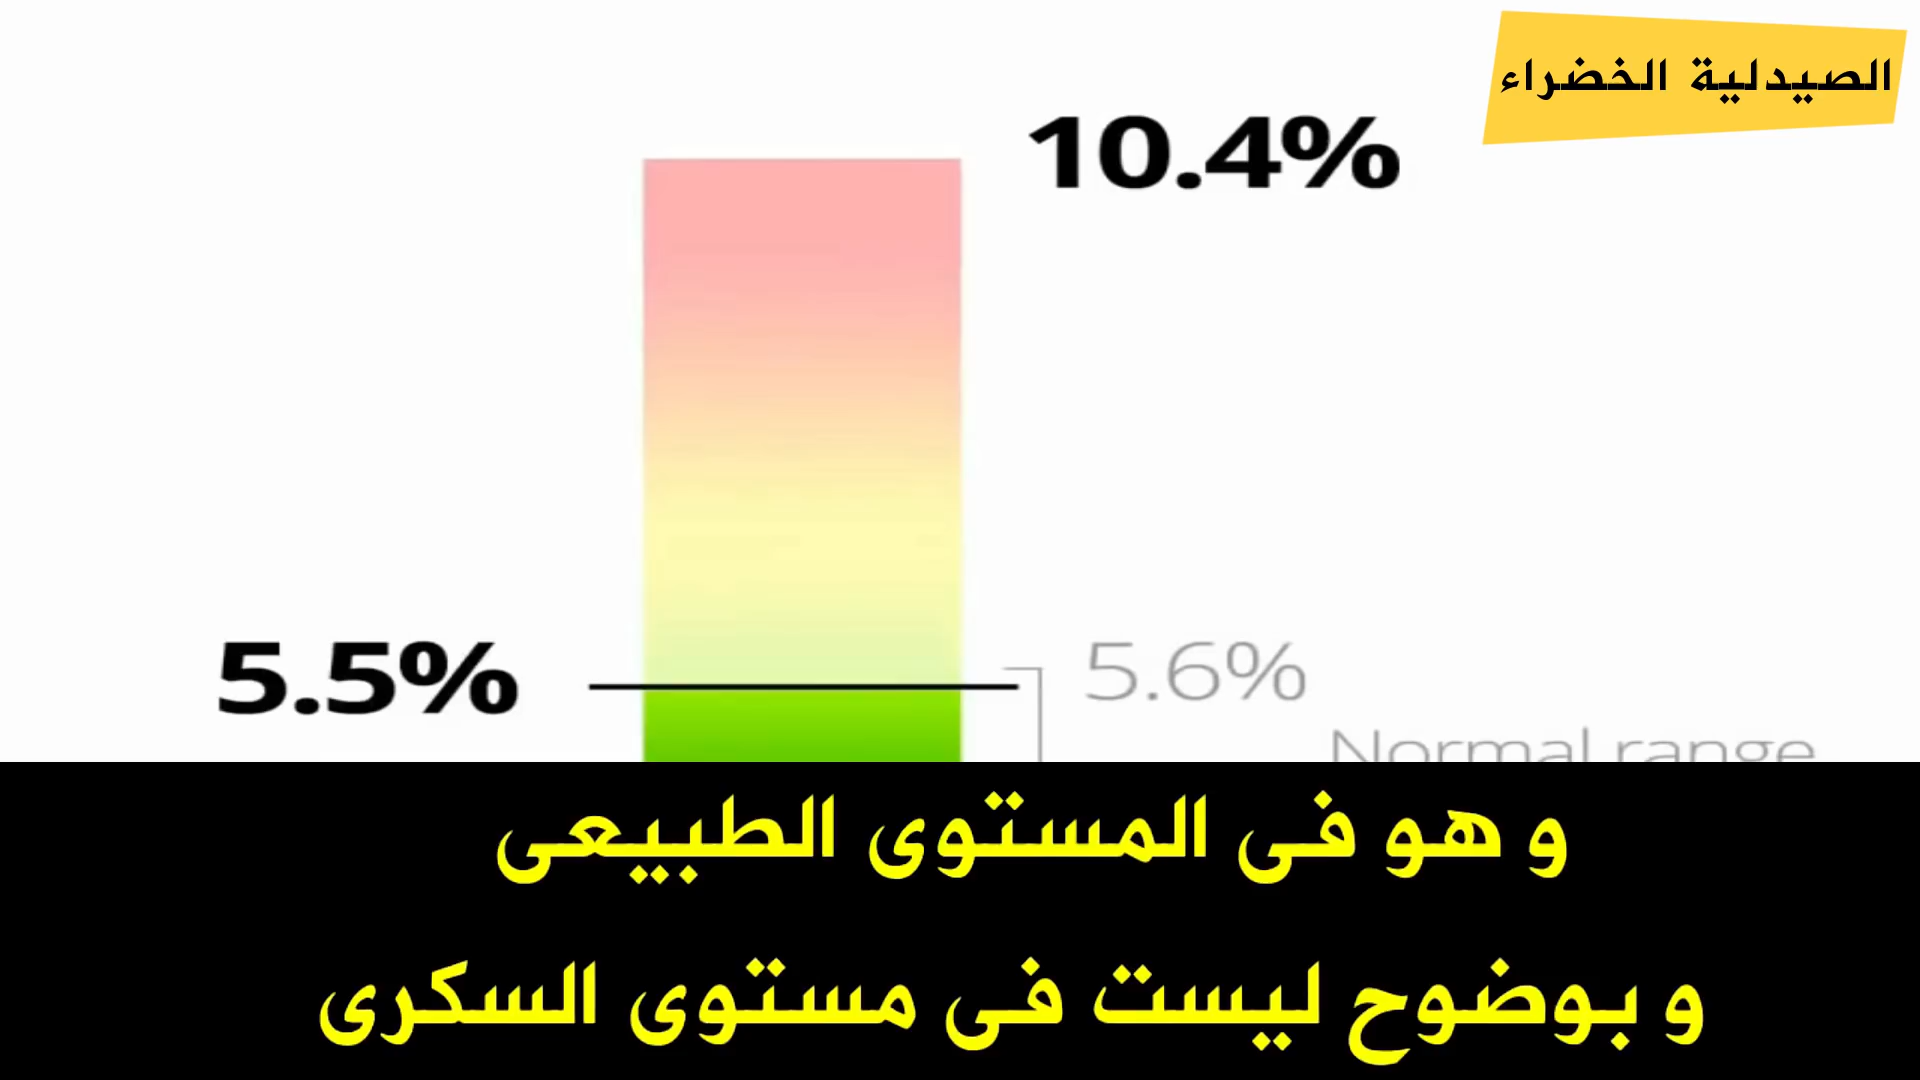 الصيدلية الخضراء
10.4%
5.5%
5.6%
Normal range
و هو فى المستوى الطبيعى
و بوضوح ليست فى مستوى السكرى